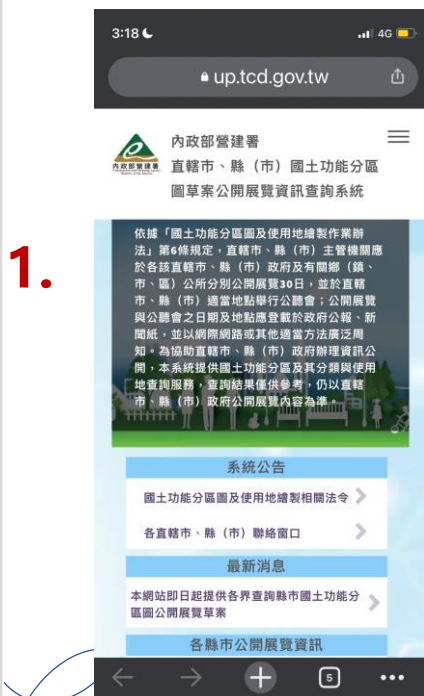 3:18
4G
up.tcd.gov.tw
內政部營建署
內政部營建署
直轄市、縣（市）國土功能分區
圖草案公開展覽資訊查詢系統
1.
依據「國土功能分區圖及使用地繪製作業辦
法」第6條規定，直轄市、縣（市）主管機關應
於各該直轄市、縣（市）政府及有關鄉（鎮、
市、區）公所分別公開展覽30日，並於直轄
市、縣（市）適當地點舉行公聽會；公開展覽
與公聽會之日期及地點應登載於政府公報、新
聞紙，並以網際網路或其他適當方法廣泛周
知。為協助直轄市、縣（市）政府辦理資訊公
開，本系統提供國土功能分區及其分類與使用
地查詢服務，查詢結果僅供參考，仍以直轄
市、縣（市）政府公開展覽內容為準。
系統公告
國土功能分區圖及使用地繪製相關法令
各直轄市、縣（市）聯絡窗口
最新消息
本網站即日起提供各界查詢縣市國土功能分
區圖公開展覽草案
各縣市公開展覽資訊
5